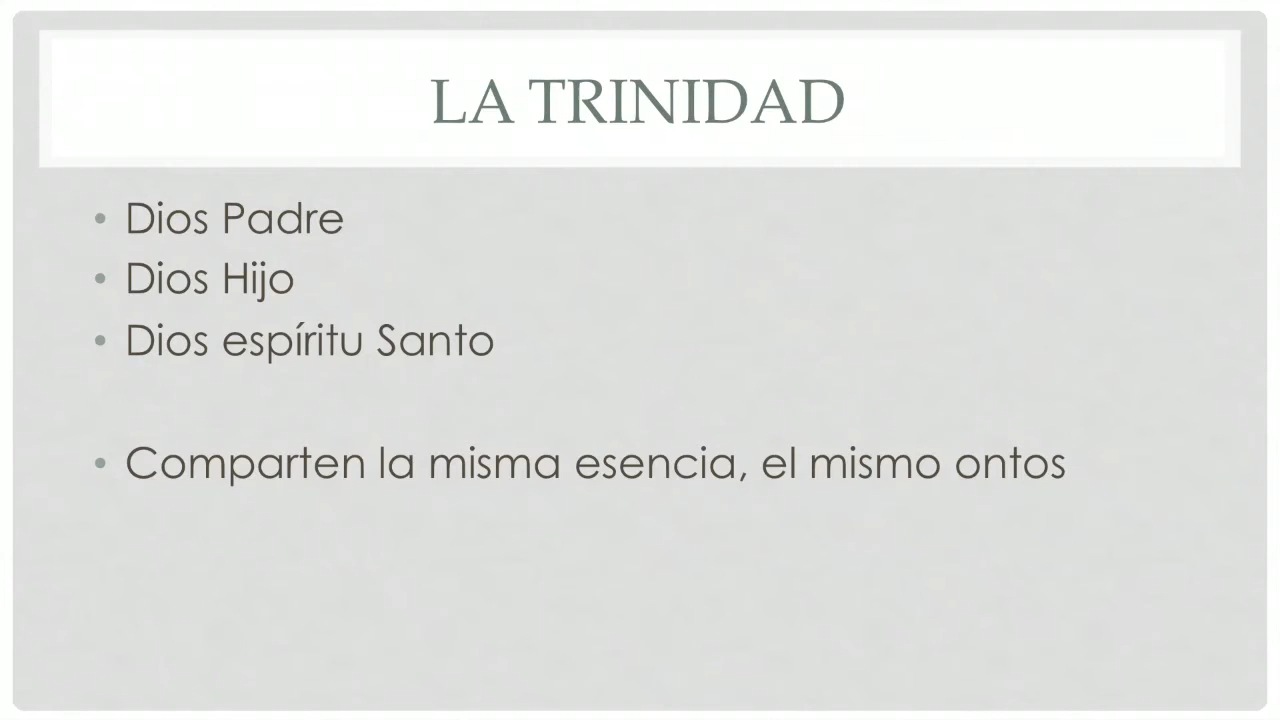 LA TRINIDAD
• Dios Padre
• Dios Hijo
• Dios espíritu Santo
• Comparten la misma esencia, el mismo ontos